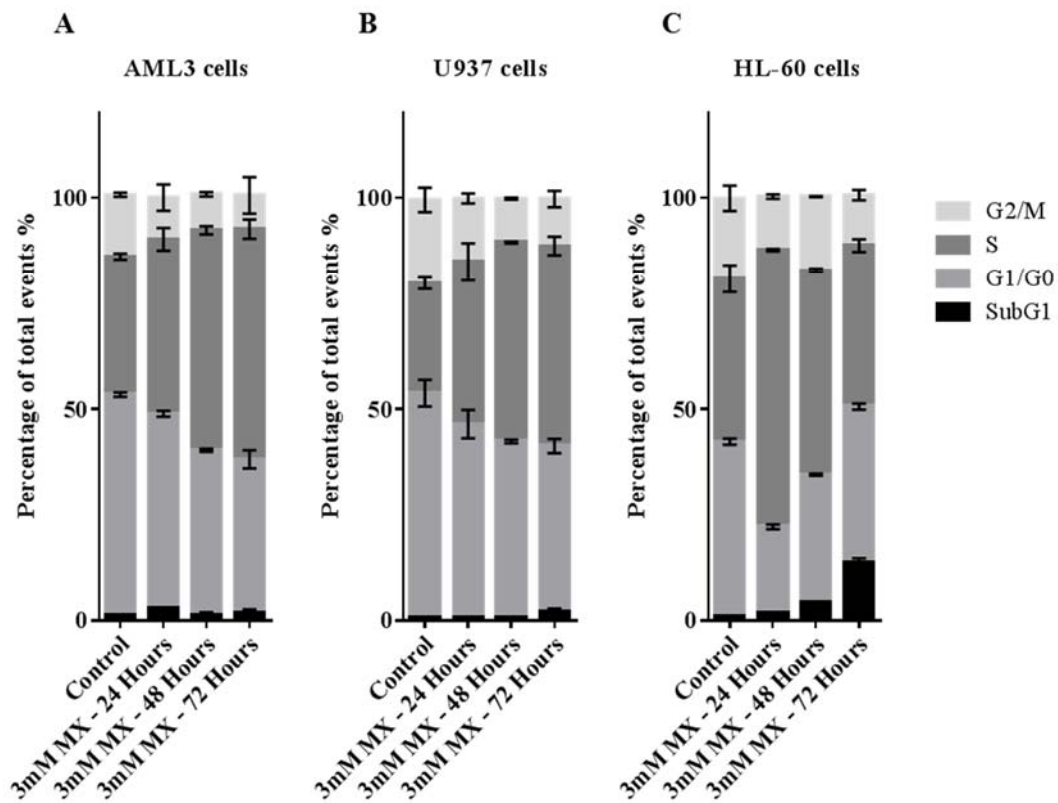 A
AML3 cells
Percentage of total events %
100
50
0
Control
3mM MX - 24 Hours
3mM MX - 48 Hours
3mM MX - 72 Hours
B
U937 cells
Percentage of total events %
100
50
0
Control
3mM MX - 24 Hours
3mM MX - 48 Hours
3mM MX - 72 Hours
C
HL-60 cells
Percentage of total events %
100
50
0
Control
3mM MX - 24 Hours
3mM MX - 48 Hours
3mM MX - 72 Hours
G2/M
S
G1/G0
SubG1